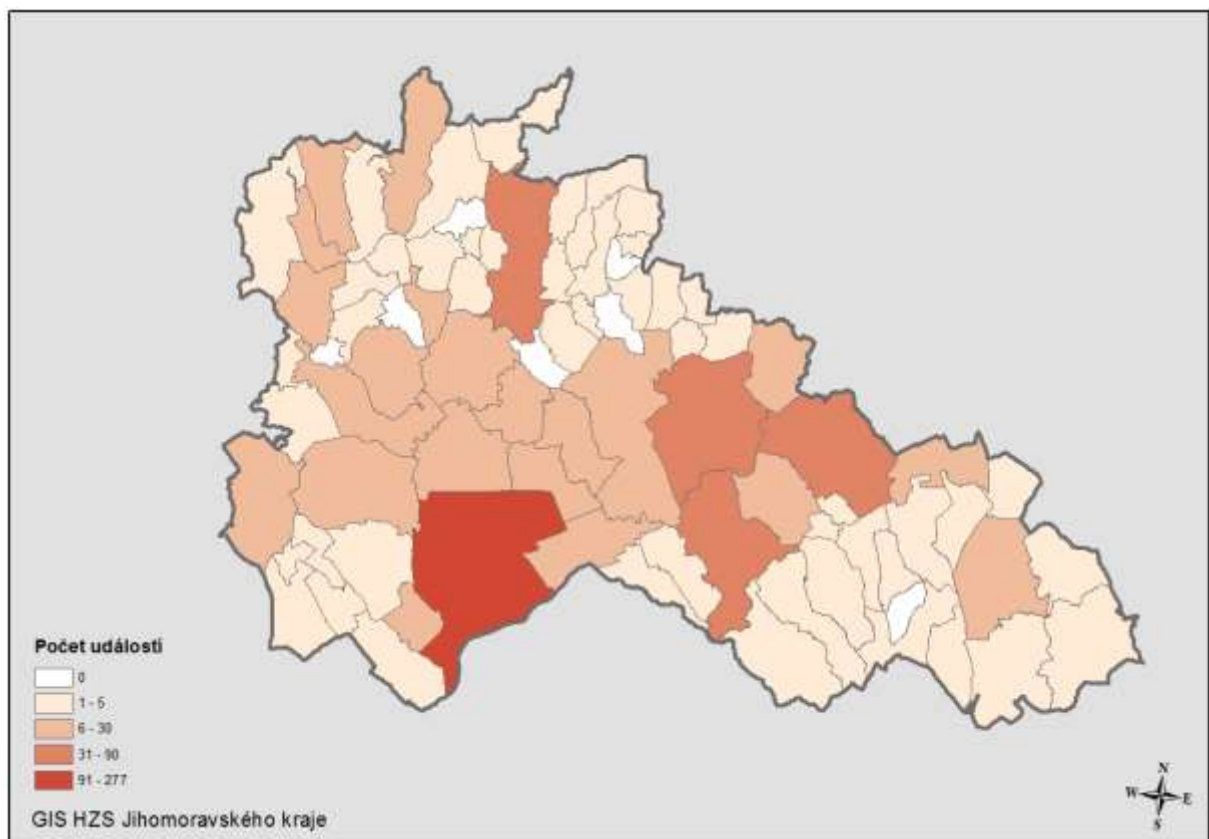 Počet událostí
0
1 - 5
6 - 30
31 - 90
91 - 277
GIS HZS Jihomoravského kraje
N
W E
S